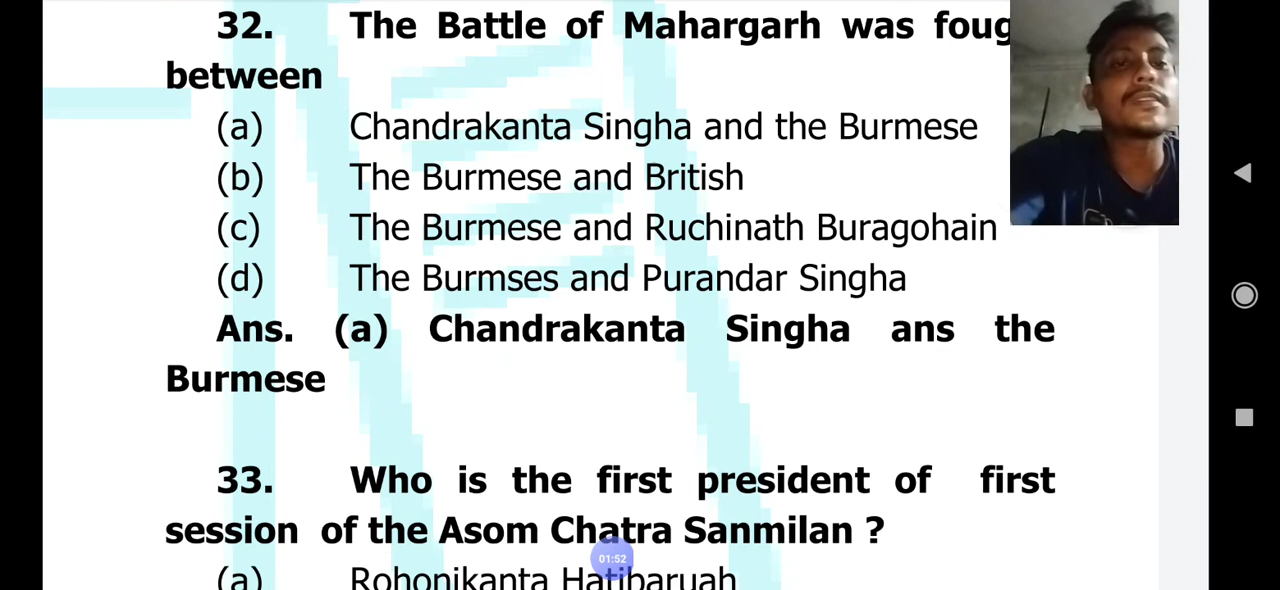 32. The Battle of Mahargarh was foug
between
(a) Chandrakanta Singha and the Burmese
(b) The Burmese and British
(c) The Burmese and Ruchinath Buragohain
(d) The Burmses and Purandar Singha
Ans. (a) Chandrakanta Singha ans the
Burmese
33. Who is the first president of first
session of the Asom Chatra Sanmilan ?
01:52
(a) Rohonikanta Hatibaruah